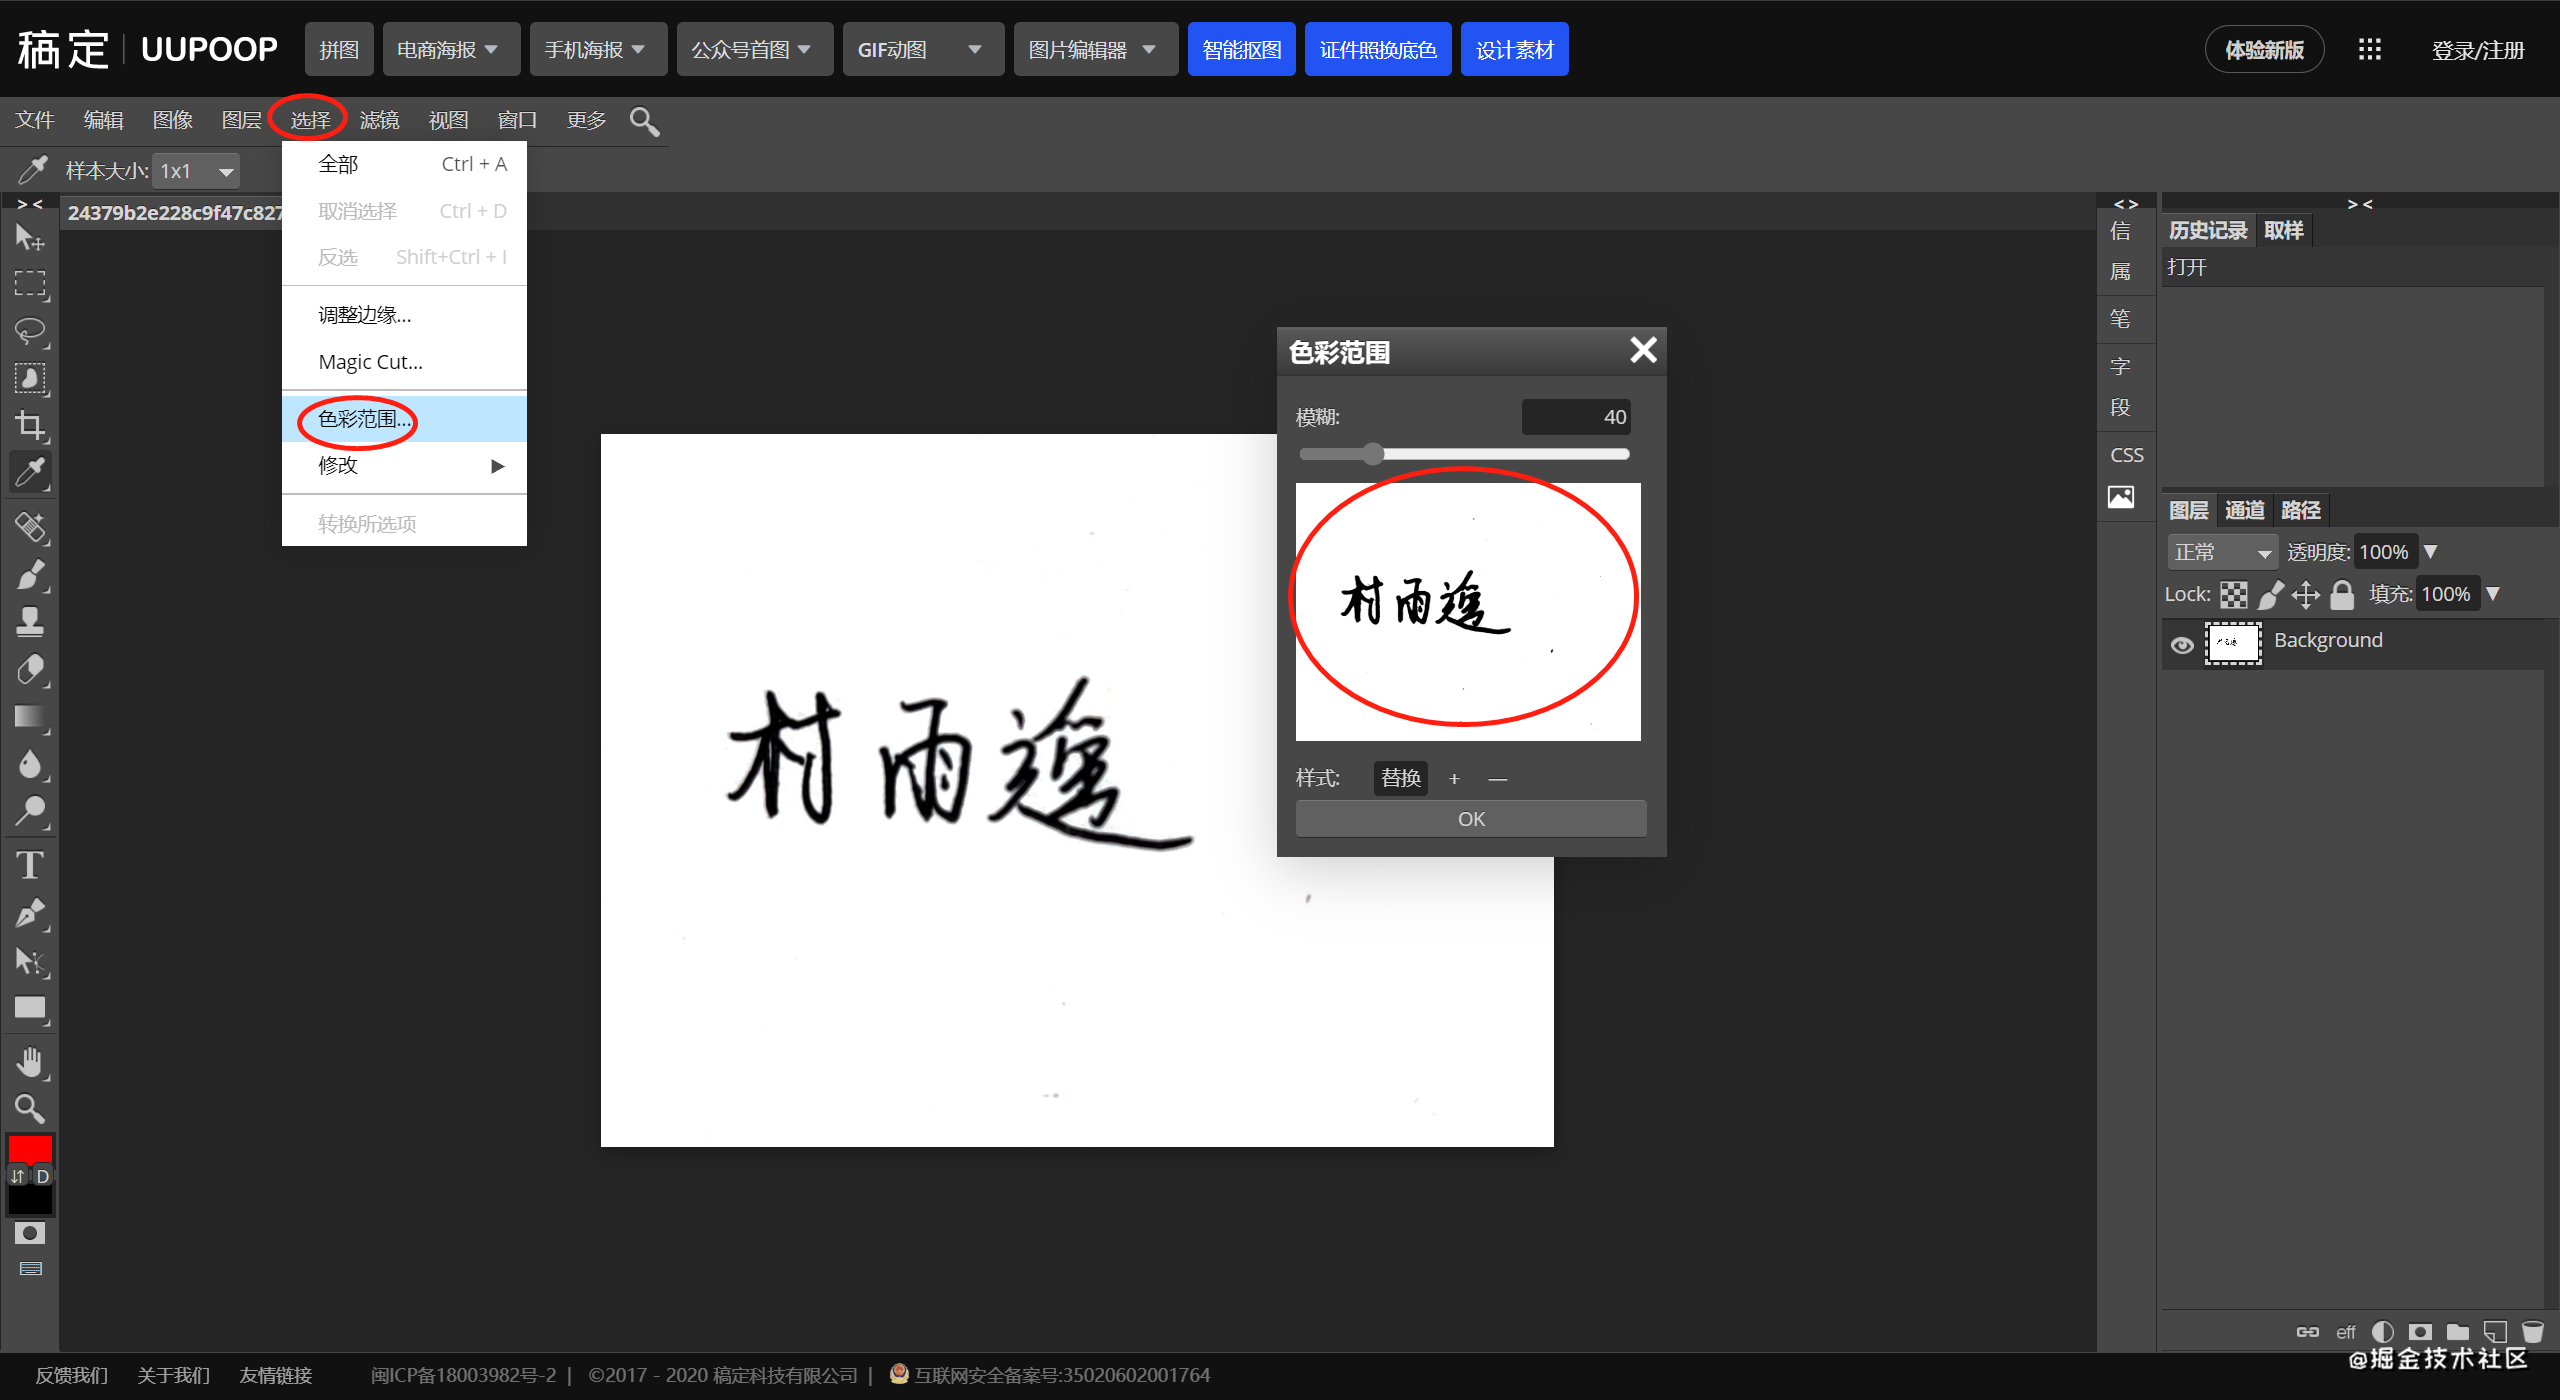 稿定 UUPOOP 拼图 电商海报 手机海报 公众号首图 GIF动图 图片编辑器 智能抠图 证件照换底色 设计素材 体验新版 登录/注册
文件 编辑 图像 图层 选择 滤镜 视图 窗口 更多
样本大小: 1x1
24379b2e228c9f47c827
全部 Ctrl + A
取消选择 Ctrl + D
反选 Shift+Ctrl + I
调整边缘...
Magic Cut...
色彩范围...
修改
转换所选项
村雨遥
色彩范围
模糊: 40
村雨遥
样式: 替换 + —
OK
信
属
笔
字
段
CSS
历史记录 取样
打开
图层 通道 路径
正常 透明度: 100%
Lock: 填充: 100%
Background
D
eff
反馈我们 关于我们 友情链接 闽ICP备18003982号-2 | ©2017 - 2020 稿定科技有限公司 | 互联网安全备案号:35020602001764
@掘金技术社区